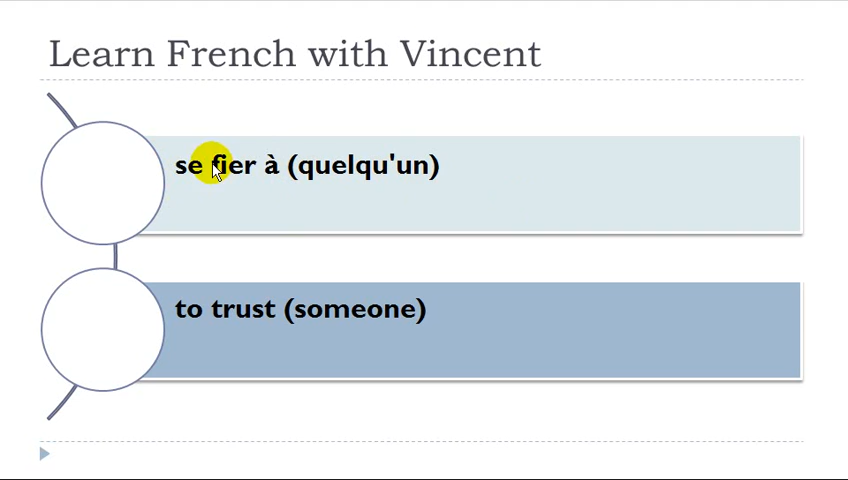 Learn French with Vincent
se fier à (quelqu'un)
to trust (someone)